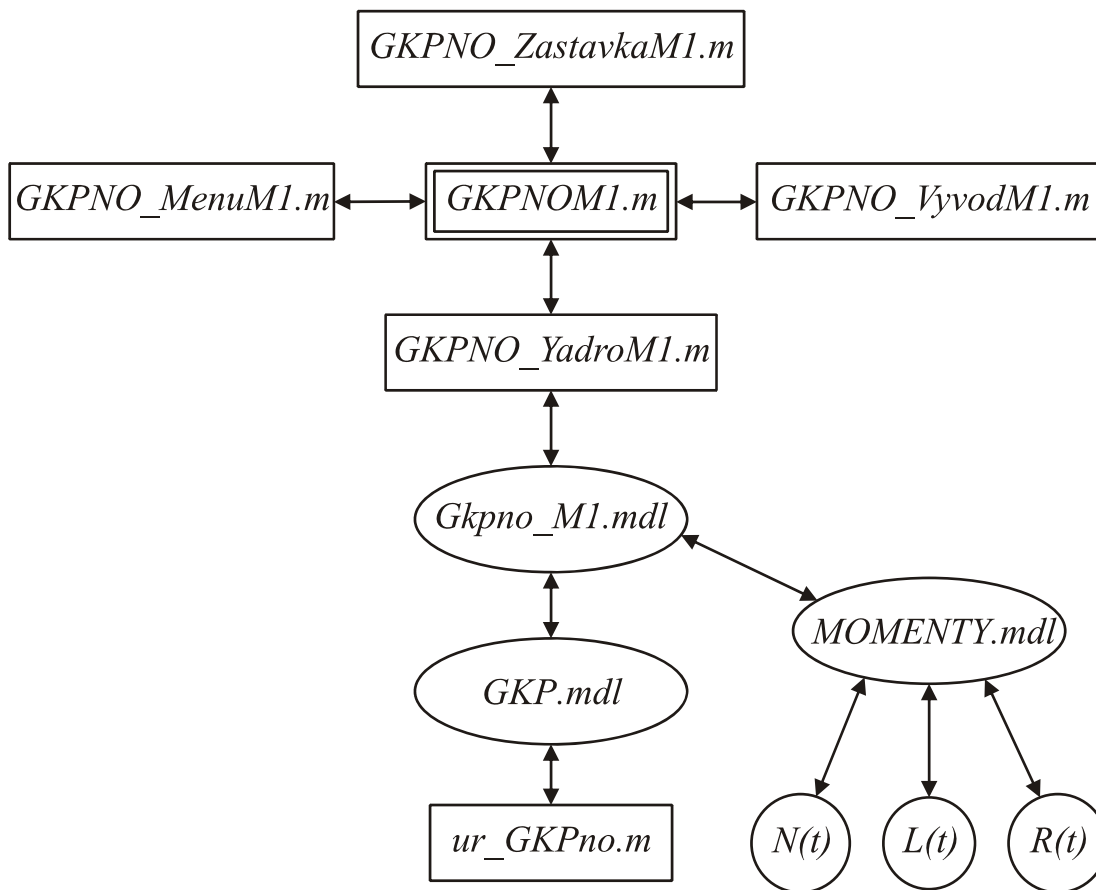 GKPNO_ZastavkaM1.m
GKPNO_MenuM1.m
GKPNOM1.m
GKPNO_VyvodM1.m
GKPNO_YadroM1.m
Gkpno_M1.mdl
MOMENTY.mdl
GKP.mdl
ur_GKPno.m
N(t)
L(t)
R(t)